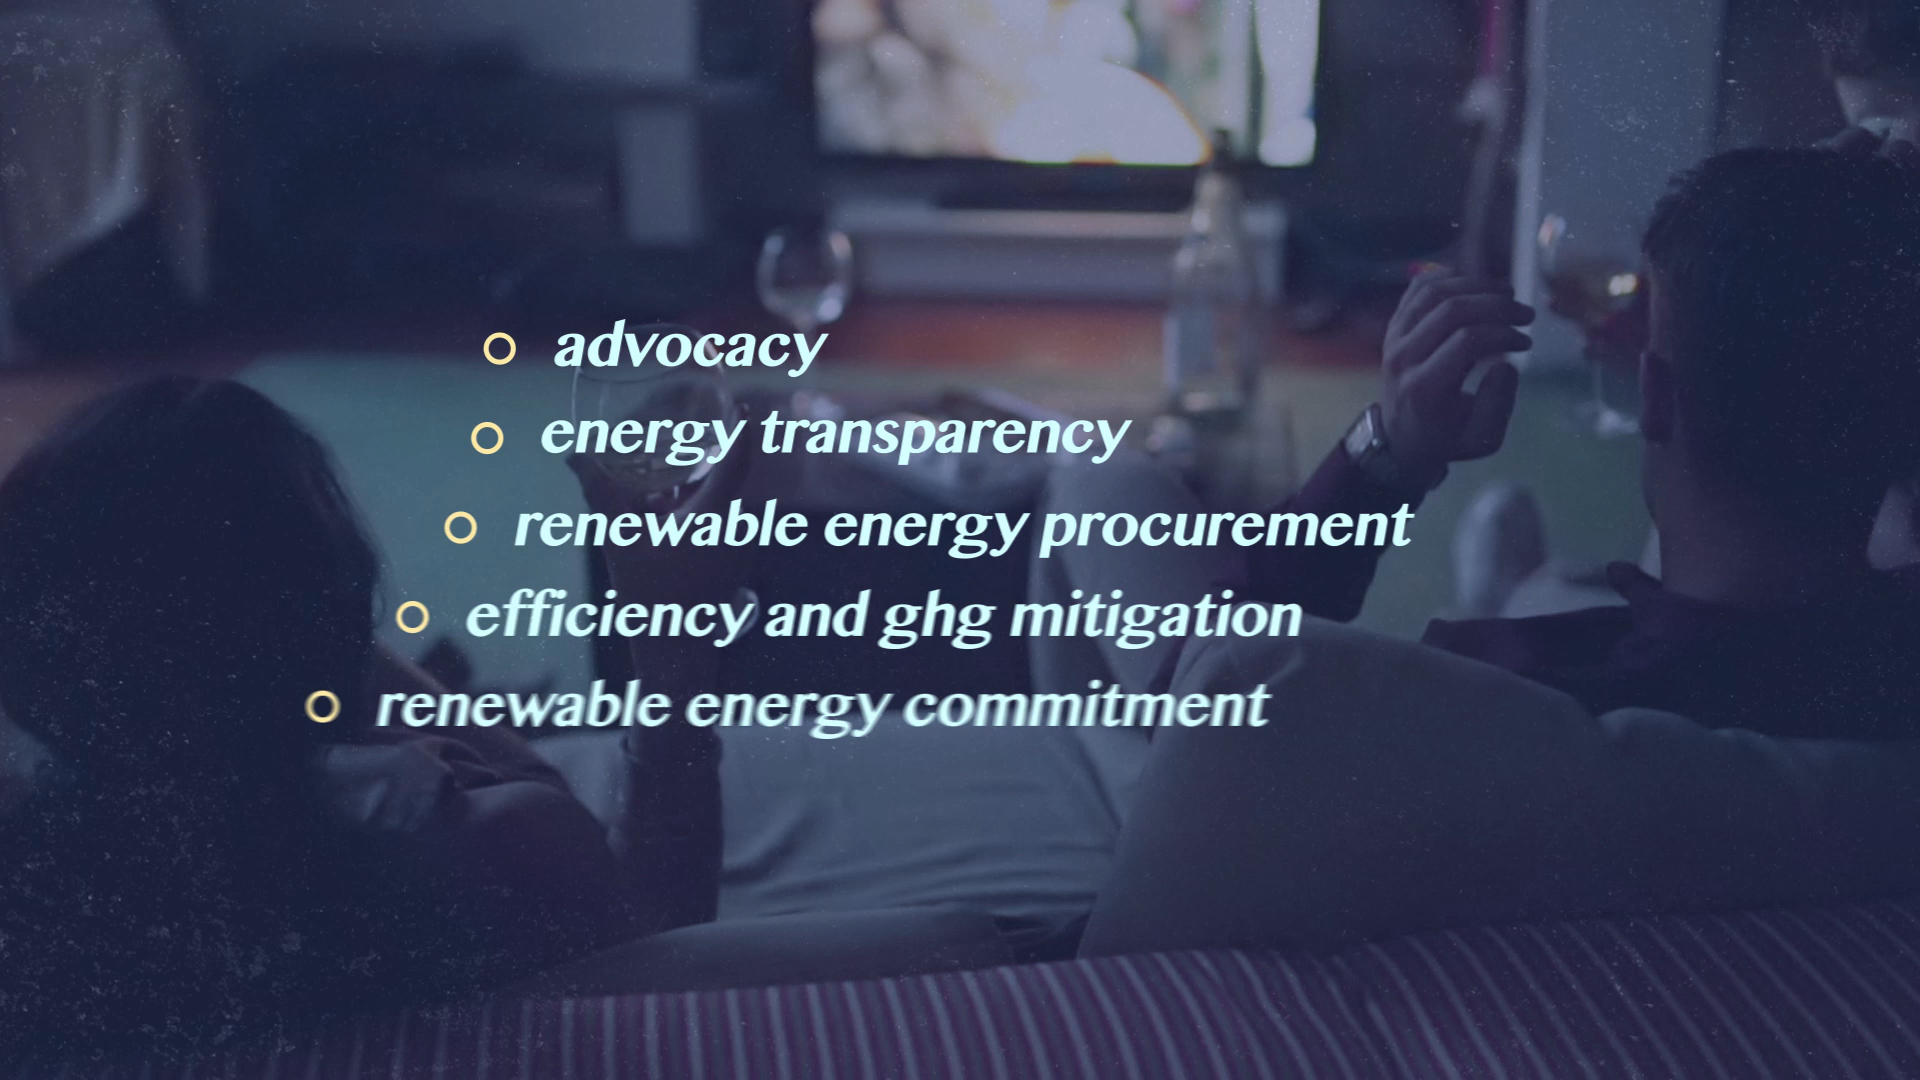 advocacy
energy transparency
renewable energy procurement
efficiency and ghg mitigation
renewable energy commitment